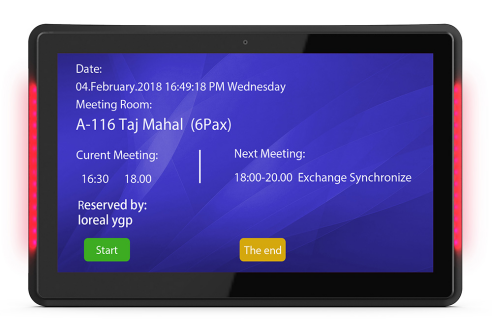 Date:
04.February.2018 16:49:18 PM Wednesday
Meeting Room:
A-116 Taj Mahal (6Pax)
Curent Meeting:
Next Meeting:
16:30 18.00
18:00-20.00 Exchange Synchronize
Reserved by:
loreal ygp
Start
The end